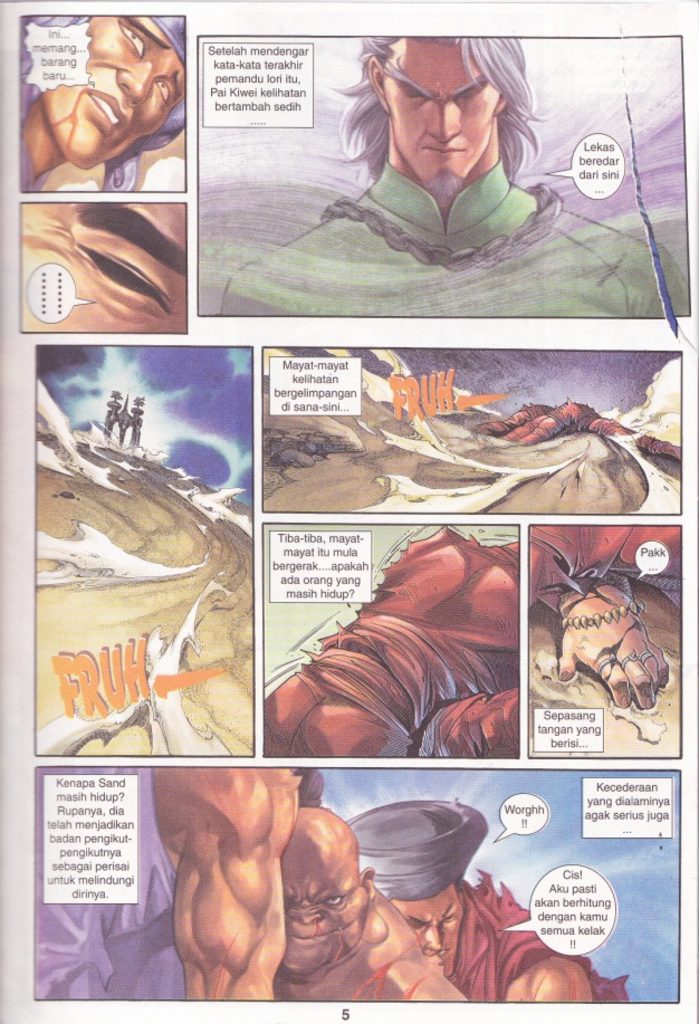 Ini...
memang...
barang
baru...
Setelah mendengar
kata-kata terakhir
pemandu lori itu,
Pai Kiwei kelihatan
bertambah sedih
.....
Lekas
beredar
dari sini
...
FRUH
Mayat-mayat
kelihatan
bergelimpangan
di sana-sini...
FRUH
Tiba-tiba, mayat-
mayat itu mula
bergerak....apakah
ada orang yang
masih hidup?
Pakk
...
Sepasang
tangan yang
berisi...
Kenapa Sand
masih hidup?
Rupanya, dia
telah menjadikan
badan pengikut-
pengikutnya
sebagai perisai
untuk melindungi
dirinya.
Worghh
!!
Kecederaan
yang dialaminya
agak serius juga
...
Cis!
Aku pasti
akan berhitung
dengan kamu
semua kelak
!!
5